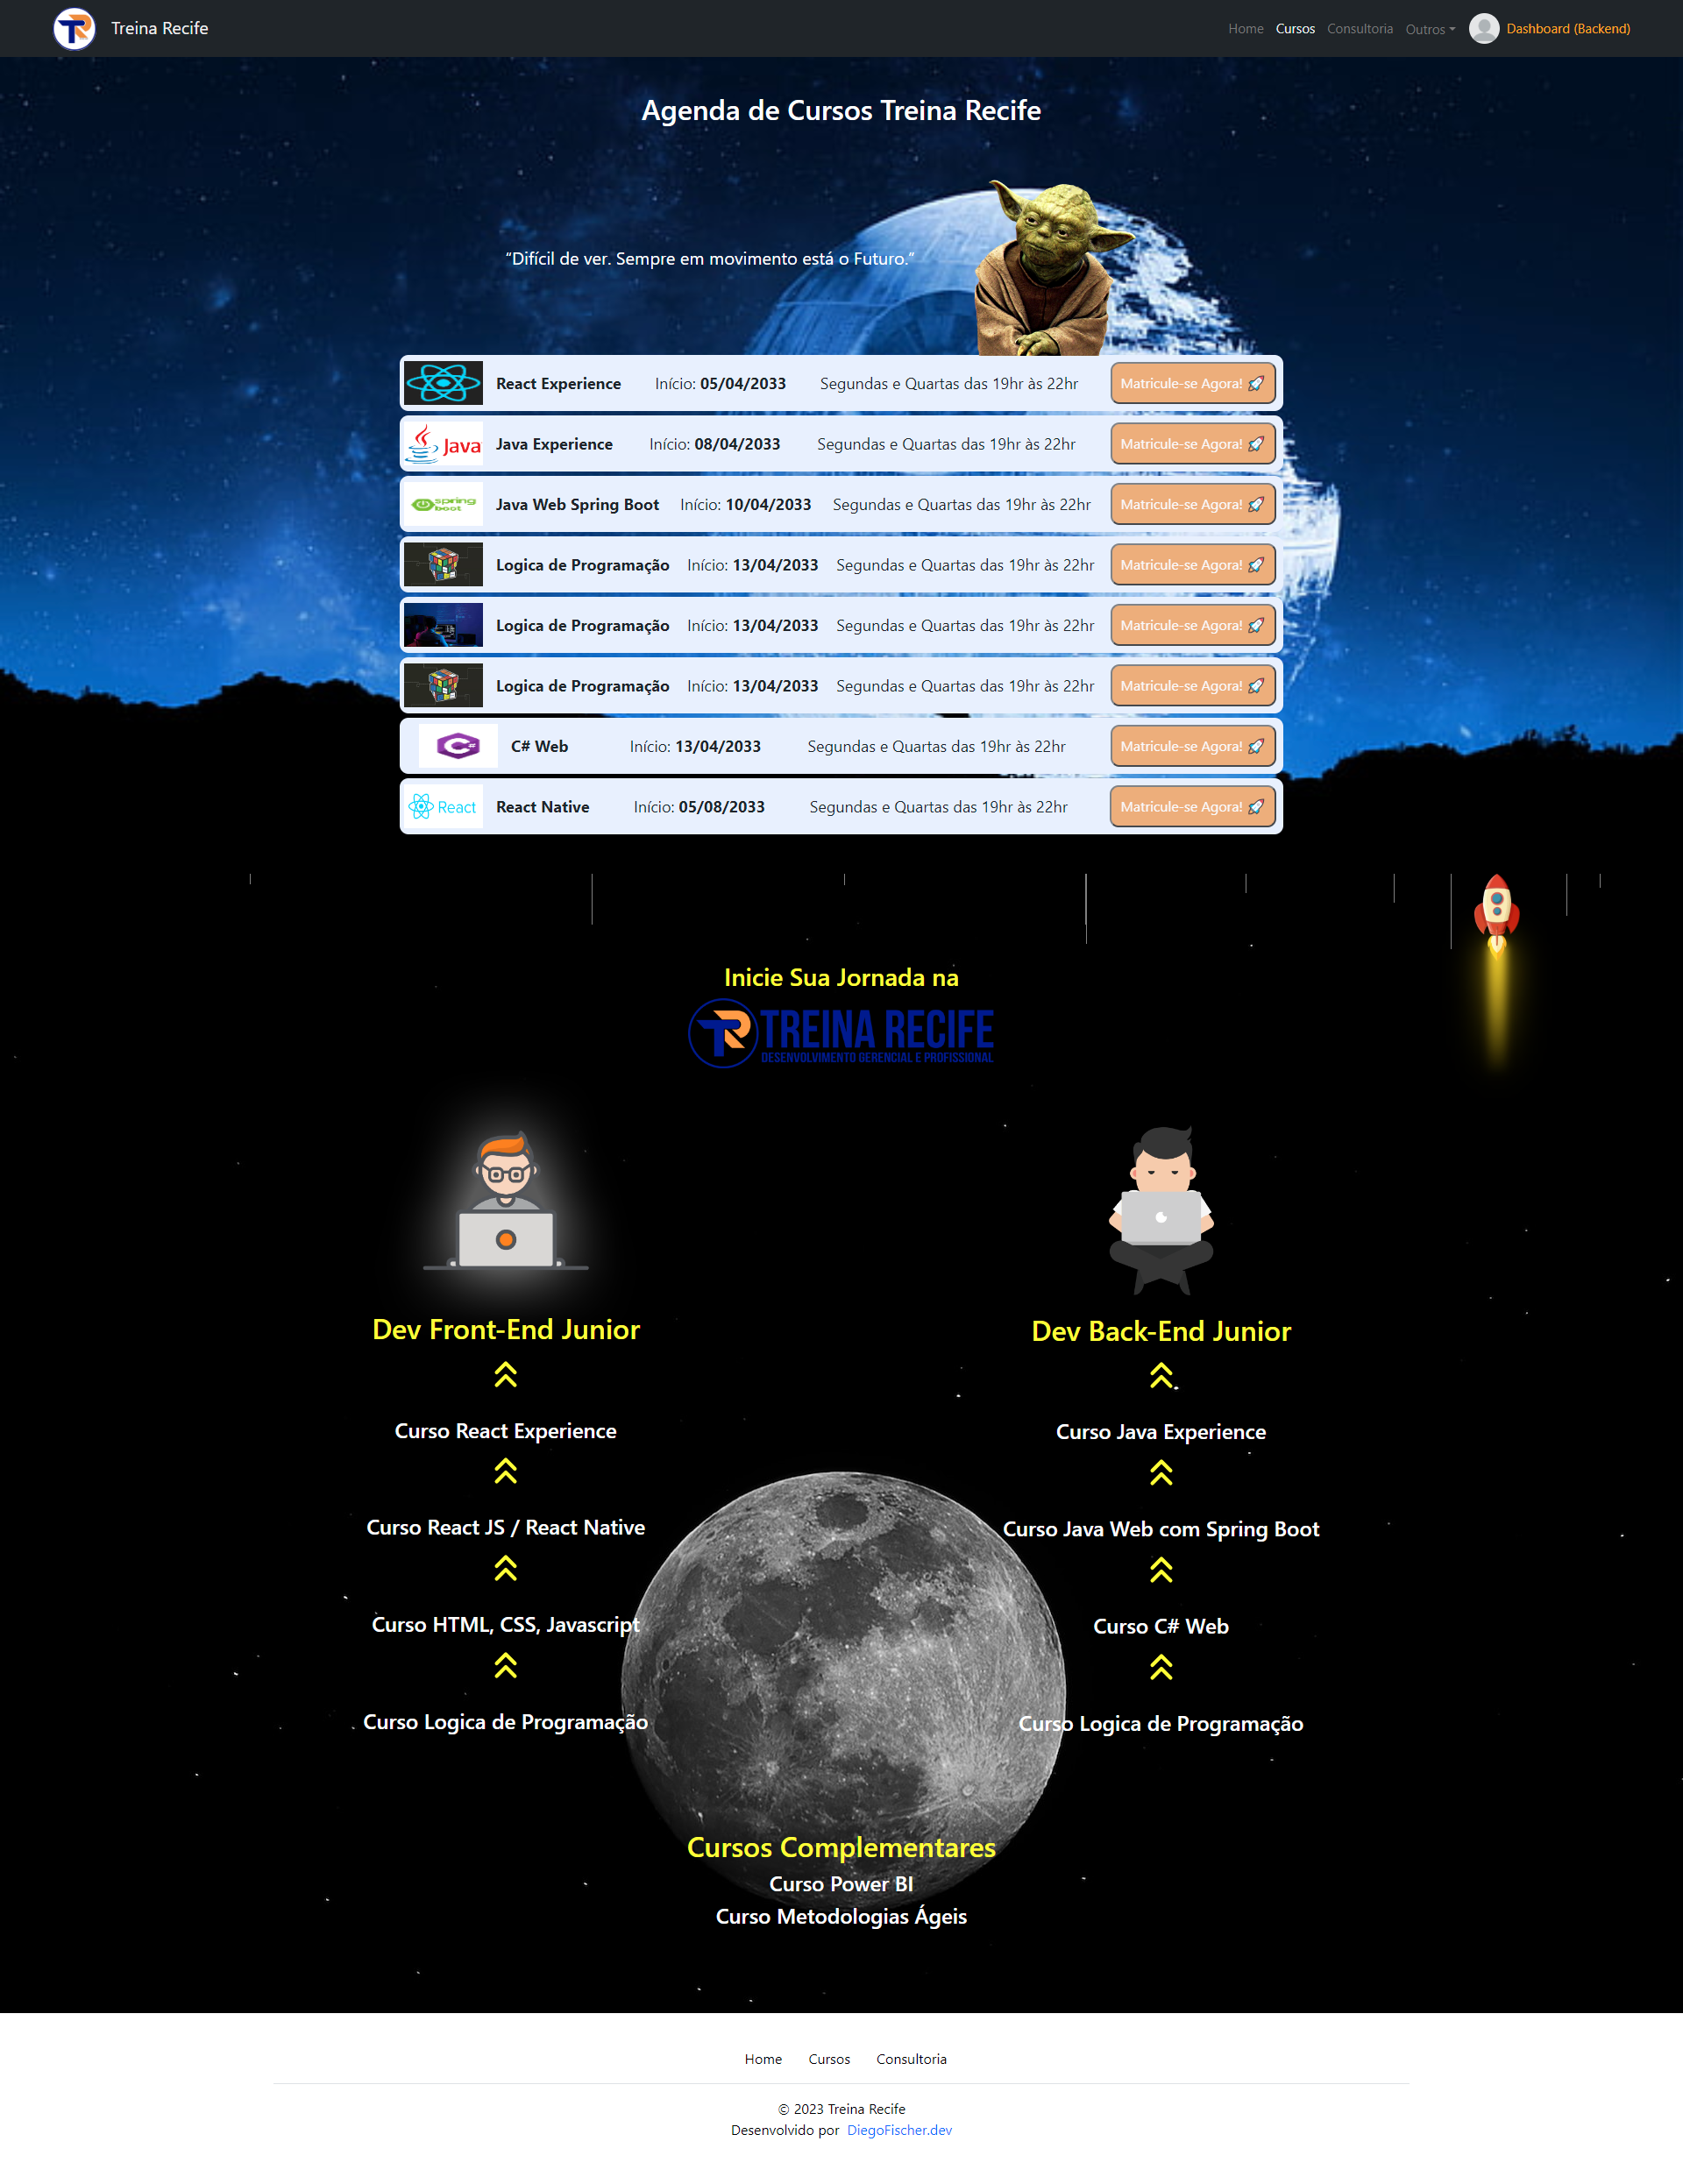 Treina Recife
Home Cursos Consultoria Outros Dashboard (Backend)
Agenda de Cursos Treina Recife
“Difícil de ver. Sempre em movimento está o Futuro.”
React Experience Início: 05/04/2033 Segundas e Quartas das 19hr às 22hr Matricule-se Agora! 🚀
Java Java Experience Início: 08/04/2033 Segundas e Quartas das 19hr às 22hr Matricule-se Agora! 🚀
spring boot Java Web Spring Boot Início: 10/04/2033 Segundas e Quartas das 19hr às 22hr Matricule-se Agora! 🚀
Logica de Programação Início: 13/04/2033 Segundas e Quartas das 19hr às 22hr Matricule-se Agora! 🚀
Logica de Programação Início: 13/04/2033 Segundas e Quartas das 19hr às 22hr Matricule-se Agora! 🚀
Logica de Programação Início: 13/04/2033 Segundas e Quartas das 19hr às 22hr Matricule-se Agora! 🚀
C# C# Web Início: 13/04/2033 Segundas e Quartas das 19hr às 22hr Matricule-se Agora! 🚀
React React Native Início: 05/08/2033 Segundas e Quartas das 19hr às 22hr Matricule-se Agora! 🚀
Inicie Sua Jornada na
TR TREINA RECIFE
DESENVOLVIMENTO GERENCIAL E PROFISSIONAL
Dev Front-End Junior
Curso React Experience
Curso React JS / React Native
Curso HTML, CSS, Javascript
Curso Logica de Programação
Dev Back-End Junior
Curso Java Experience
Curso Java Web com Spring Boot
Curso C# Web
Curso Logica de Programação
Cursos Complementares
Curso Power BI
Curso Metodologias Ágeis
Home Cursos Consultoria
© 2023 Treina Recife
Desenvolvido por DiegoFischer.dev